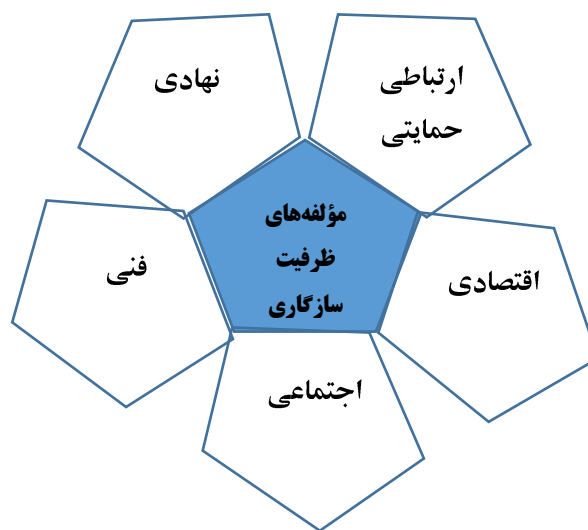 ارتباطی
حمایتی
نهادی
مؤلفه‌های
ظرفیت
سازگاری
اقتصادی
فنی
اجتماعی